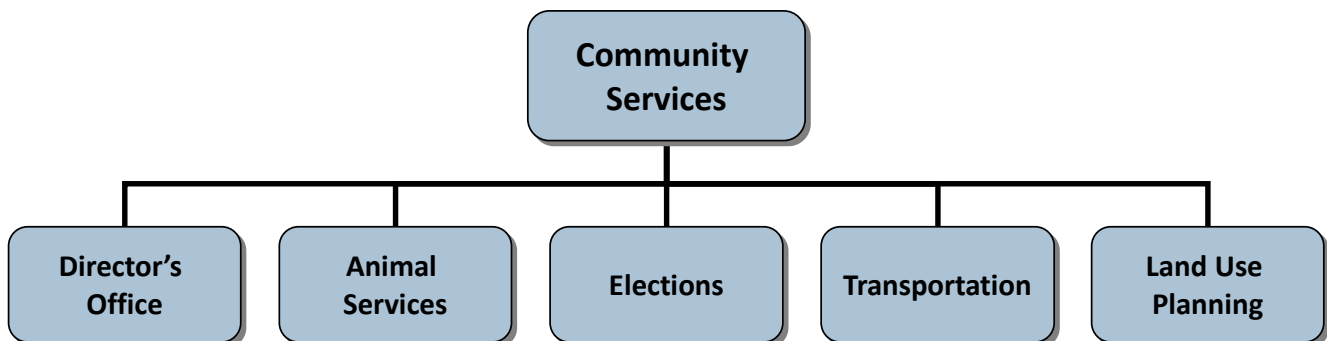 Community
Services
Director’s
Office
Animal
Services
Elections
Transportation
Land Use
Planning